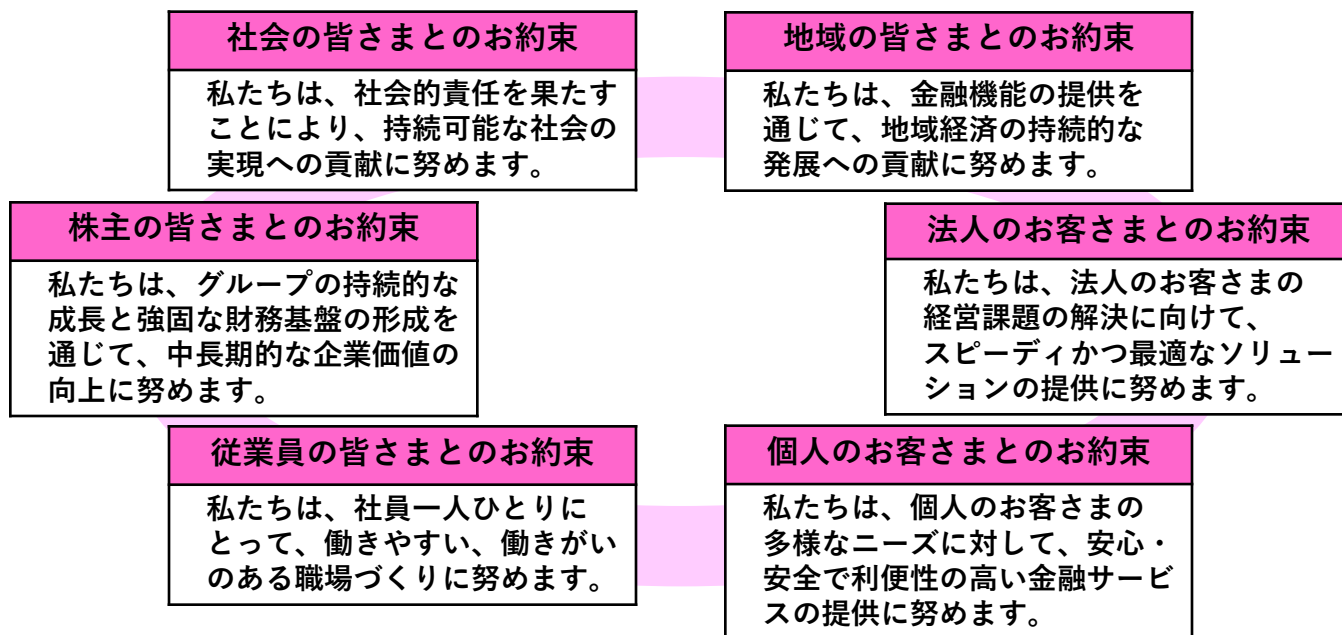 社会の皆さまとのお約束
私たちは、社会的責任を果たす
ことにより、持続可能な社会の
実現への貢献に努めます。
地域の皆さまとのお約束
私たちは、金融機能の提供を
通じて、地域経済の持続的な
発展への貢献に努めます。
株主の皆さまとのお約束
私たちは、グループの持続的な
成長と強固な財務基盤の形成を
通じて、中長期的な企業価値の
向上に努めます。
法人のお客さまとのお約束
私たちは、法人のお客さまの
経営課題の解決に向けて、
スピーディかつ最適なソリュー
ションの提供に努めます。
従業員の皆さまとのお約束
私たちは、社員一人ひとりに
とって、働きやすい、働きがい
のある職場づくりに努めます。
個人のお客さまとのお約束
私たちは、個人のお客さまの
多様なニーズに対して、安心・
安全で利便性の高い金融サービ
スの提供に努めます。